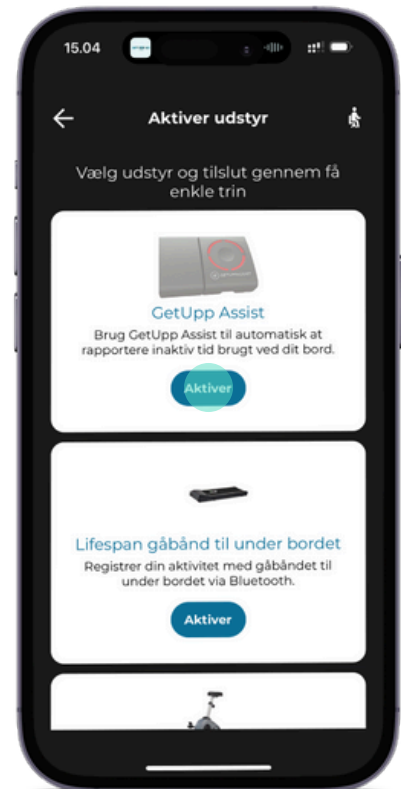 15.04
Aktiver udstyr
Vælg udstyr og tilslut gennem få
enkle trin
GetUpp Assist
Brug GetUpp Assist til automatisk at
rapportere inaktiv tid brugt ved dit bord.
Aktiver
Lifespan gåbånd til under bordet
Registrer din aktivitet med gåbåndet til
under bordet via Bluetooth.
Aktiver